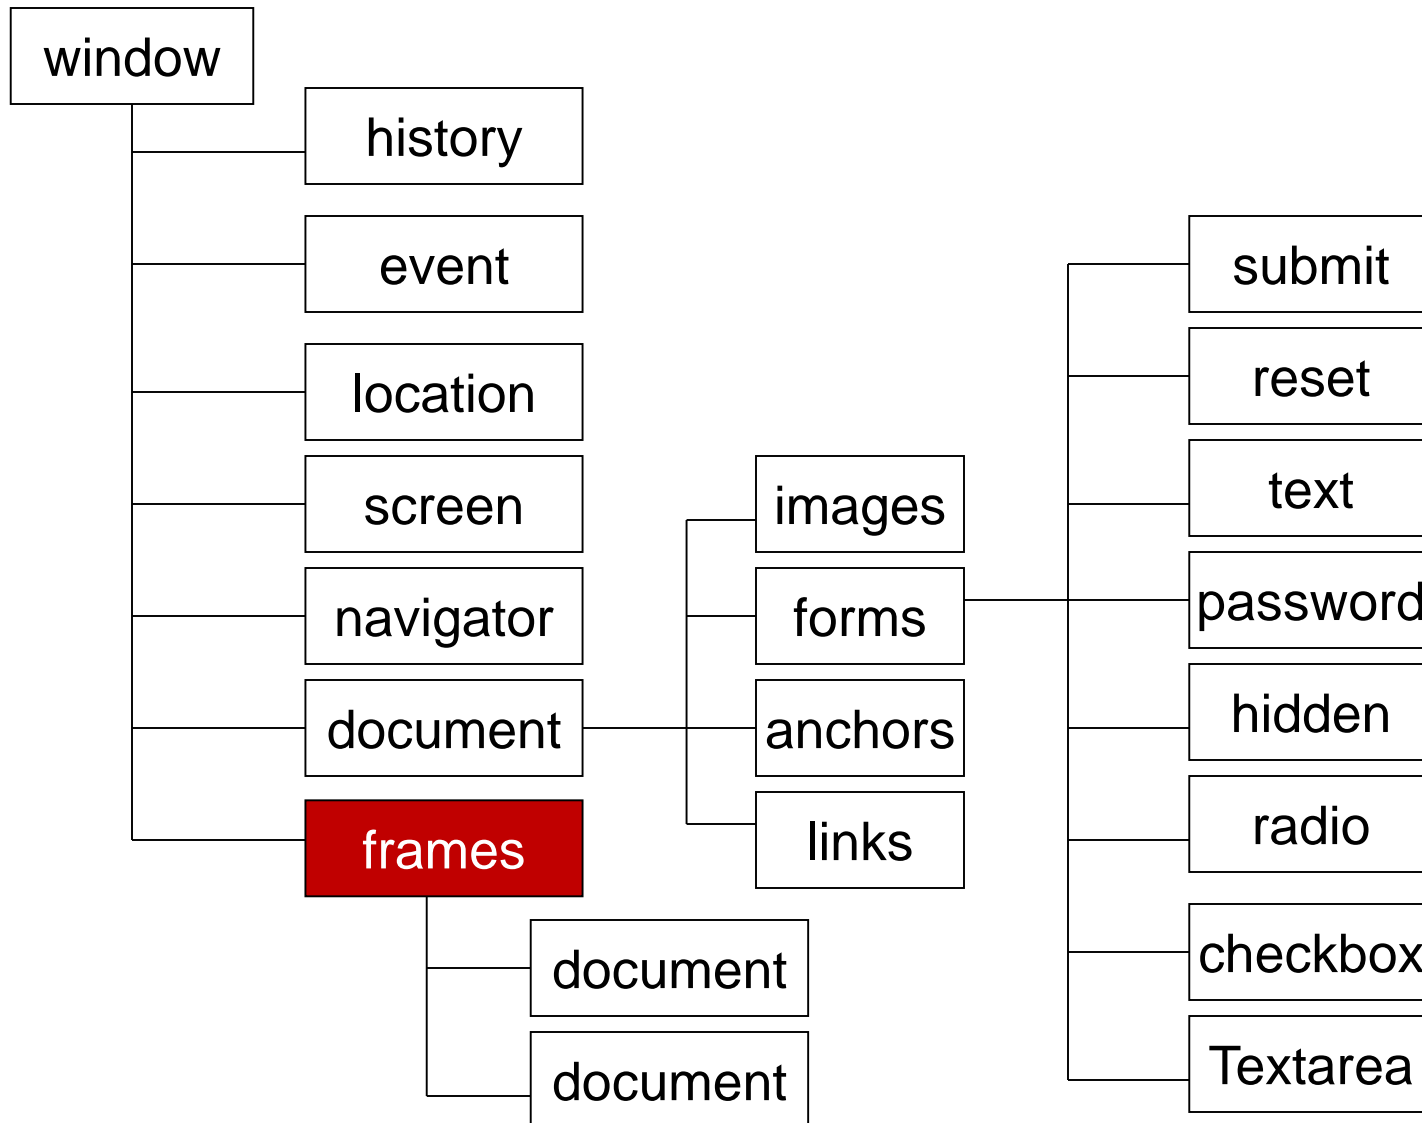 window
history
event
location
screen
navigator
document
frames
document
document
images
forms
anchors
links
submit
reset
text
password
hidden
radio
checkbox
Textarea